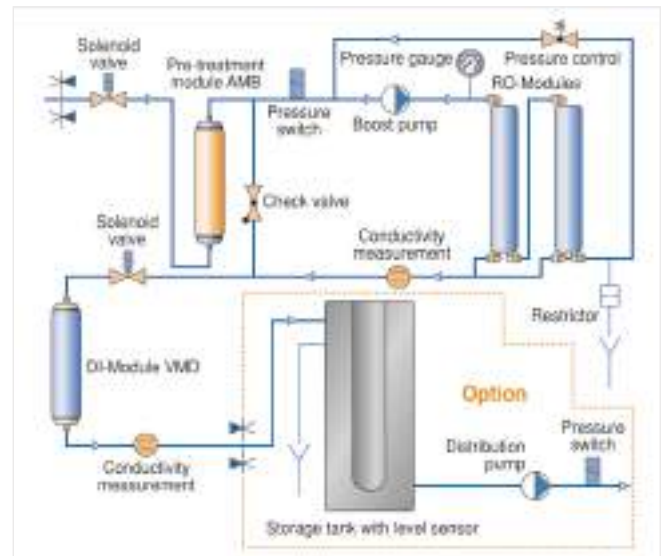 Solenoid
valve
Pre-treatment
module AMB
Pressure gauge
Pressure control
RO-Modules
Pressure
switch
Boost pump
Check valve
Solenoid
valve
Conductivity
measurement
Restrictor
DI-Module VMD
Option
Pressure
switch
Distribution
pump
Conductivity
measurement
Storage tank with level sensor